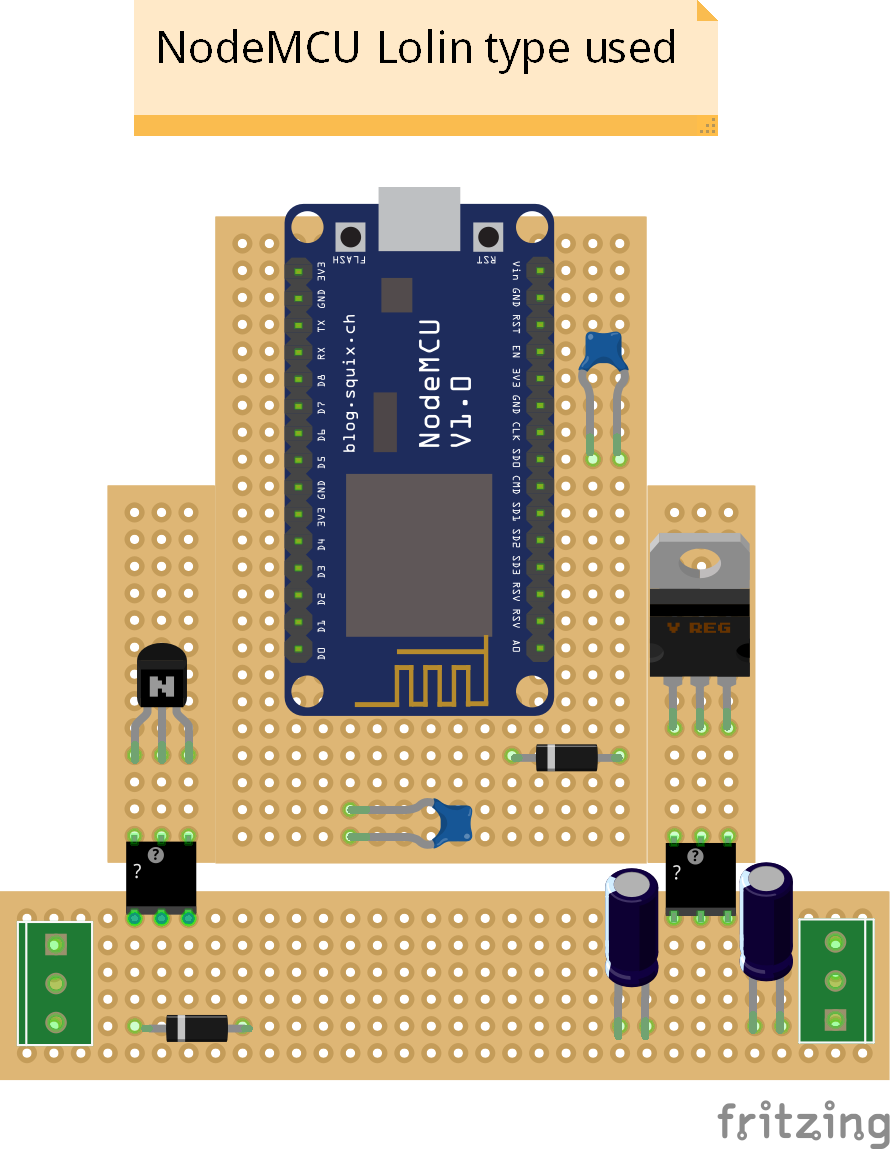 NodeMCU Lolin type used
FLASH
RST
3V3
GND
TX
RX
D8
D7
D6
D5
GND
3V3
D4
D3
D2
D1
D0
blog.squix.ch
NodeMCU
V1.0
Vin
GND
RST
EN
3V3
GND
CLK
SD0
CMD
SD1
SD2
SD3
RSV
RSV
A0
V REG
N
?
?
?
?
fritzing